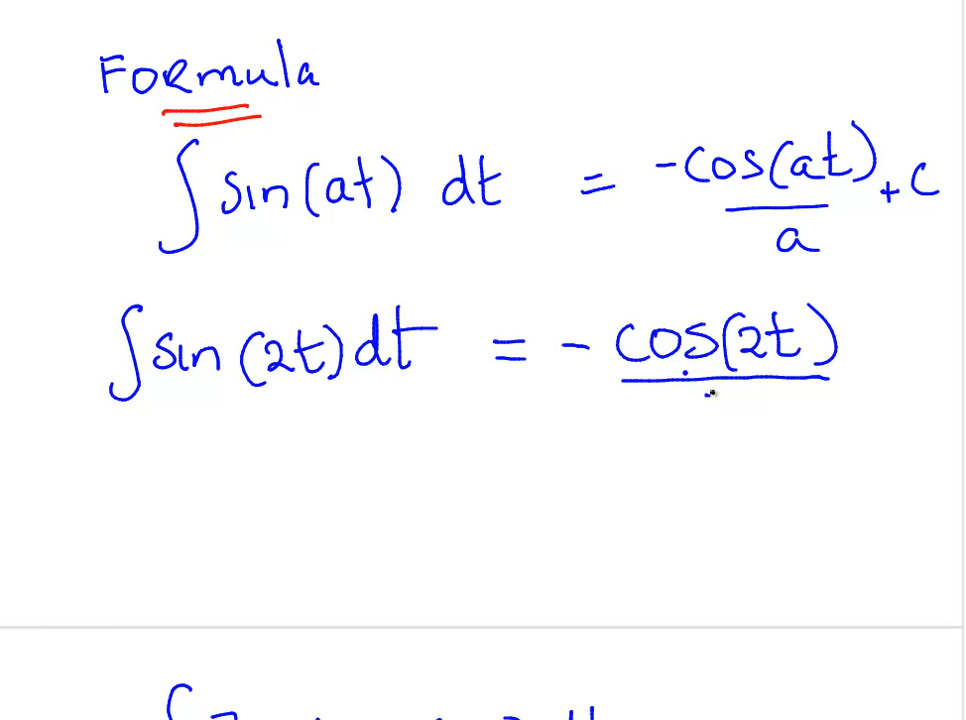 Formula
∫ sin(at) dt = -cos(at)/a + c
∫ sin(2t) dt = - cos(2t)